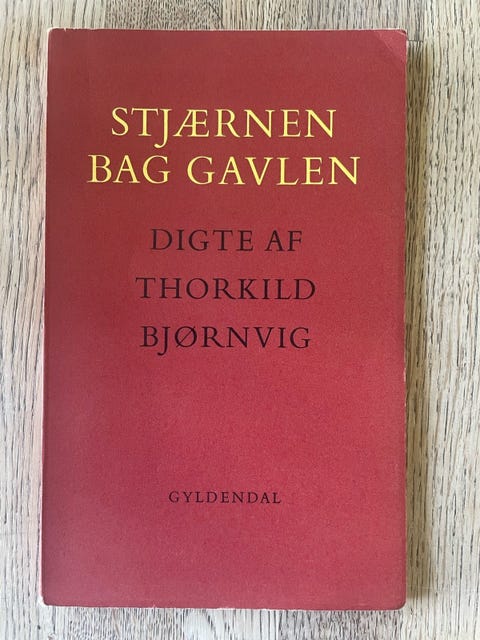 STJÆRNEN
BAG GAVLEN
DIGTE AF
THORKILD
BJØRNVIG
GYLDENDAL